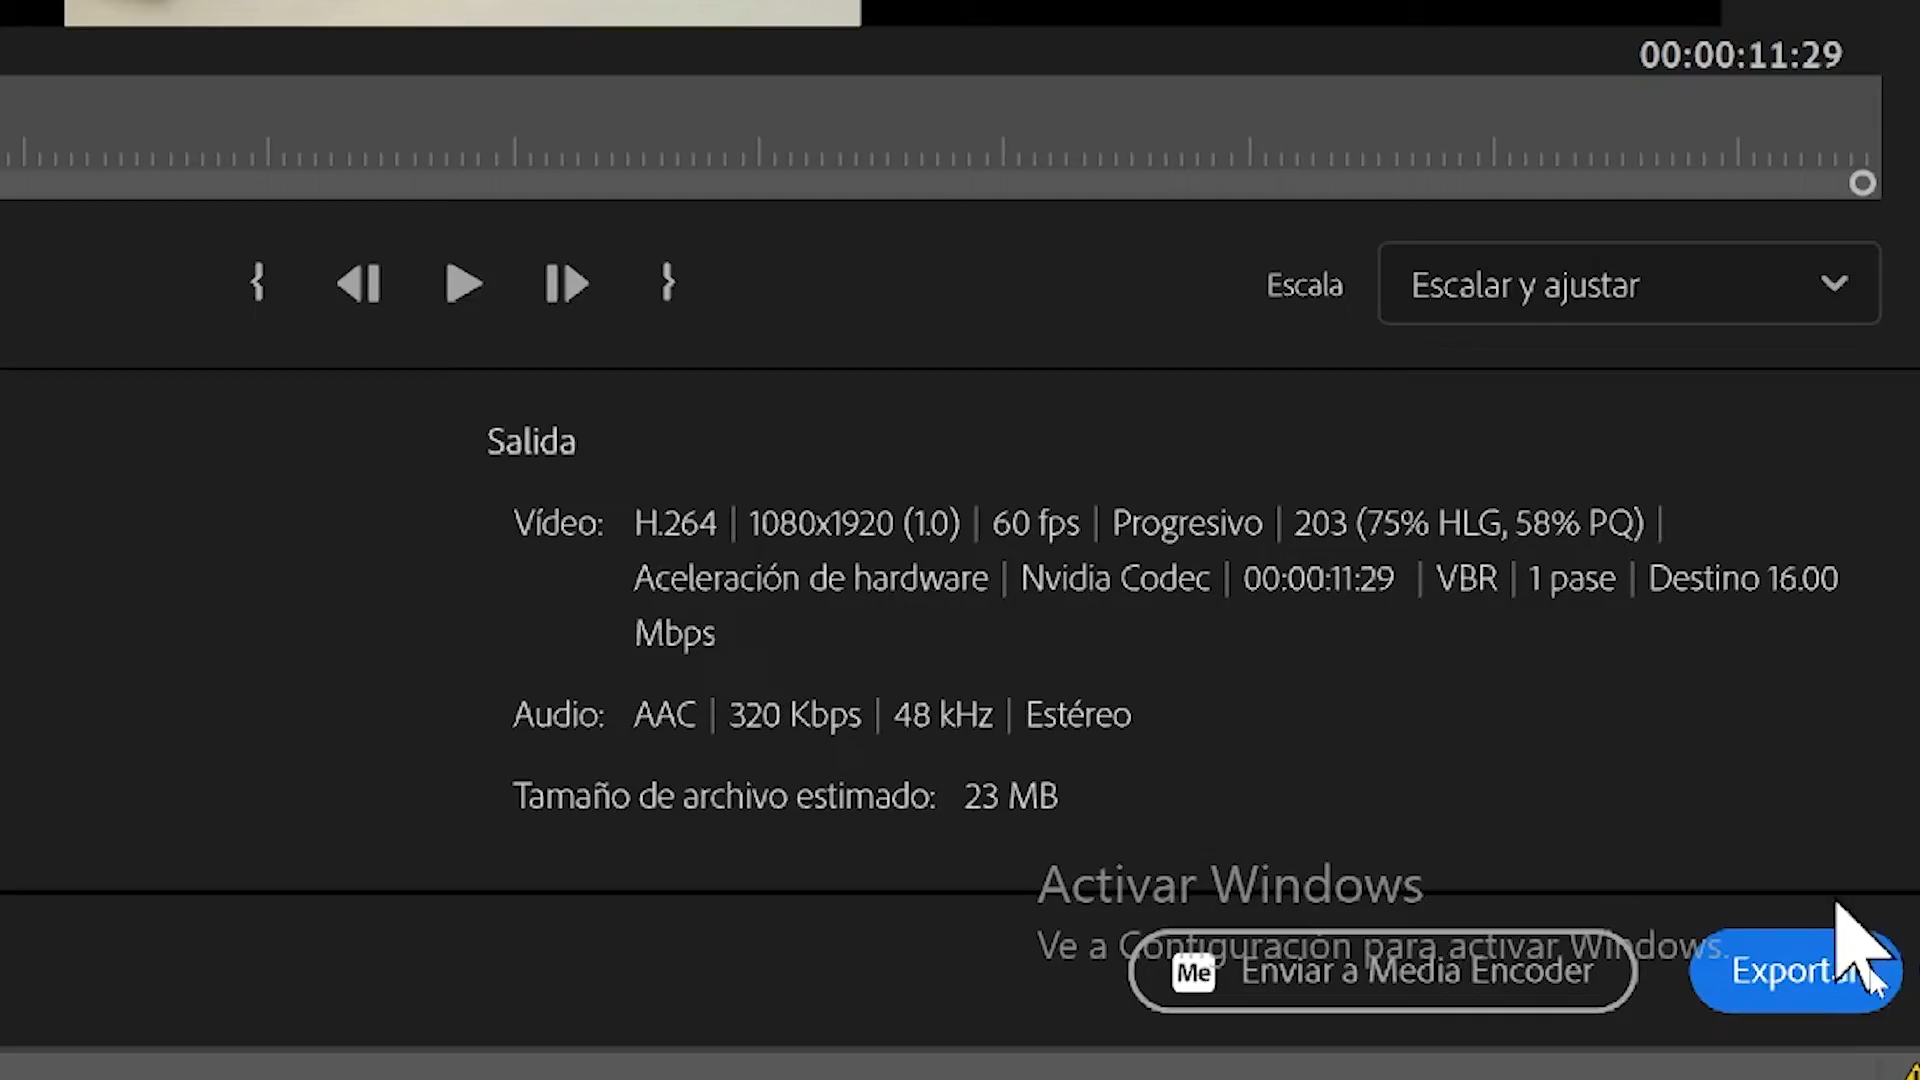 00:00:11:29
Escala
Escalar y ajustar
Salida
Vídeo: H.264 | 1080x1920 (1.0) | 60 fps | Progresivo | 203 (75% HLG, 58% PQ) |
Aceleración de hardware | Nvidia Codec | 00:00:11:29 | VBR | 1 pase | Destino 16.00
Mbps
Audio: AAC | 320 Kbps | 48 kHz | Estéreo
Tamaño de archivo estimado: 23 MB
Activar Windows
Ve a Configuración para activar Windows.
Me Enviar a Media Encoder
Exportar